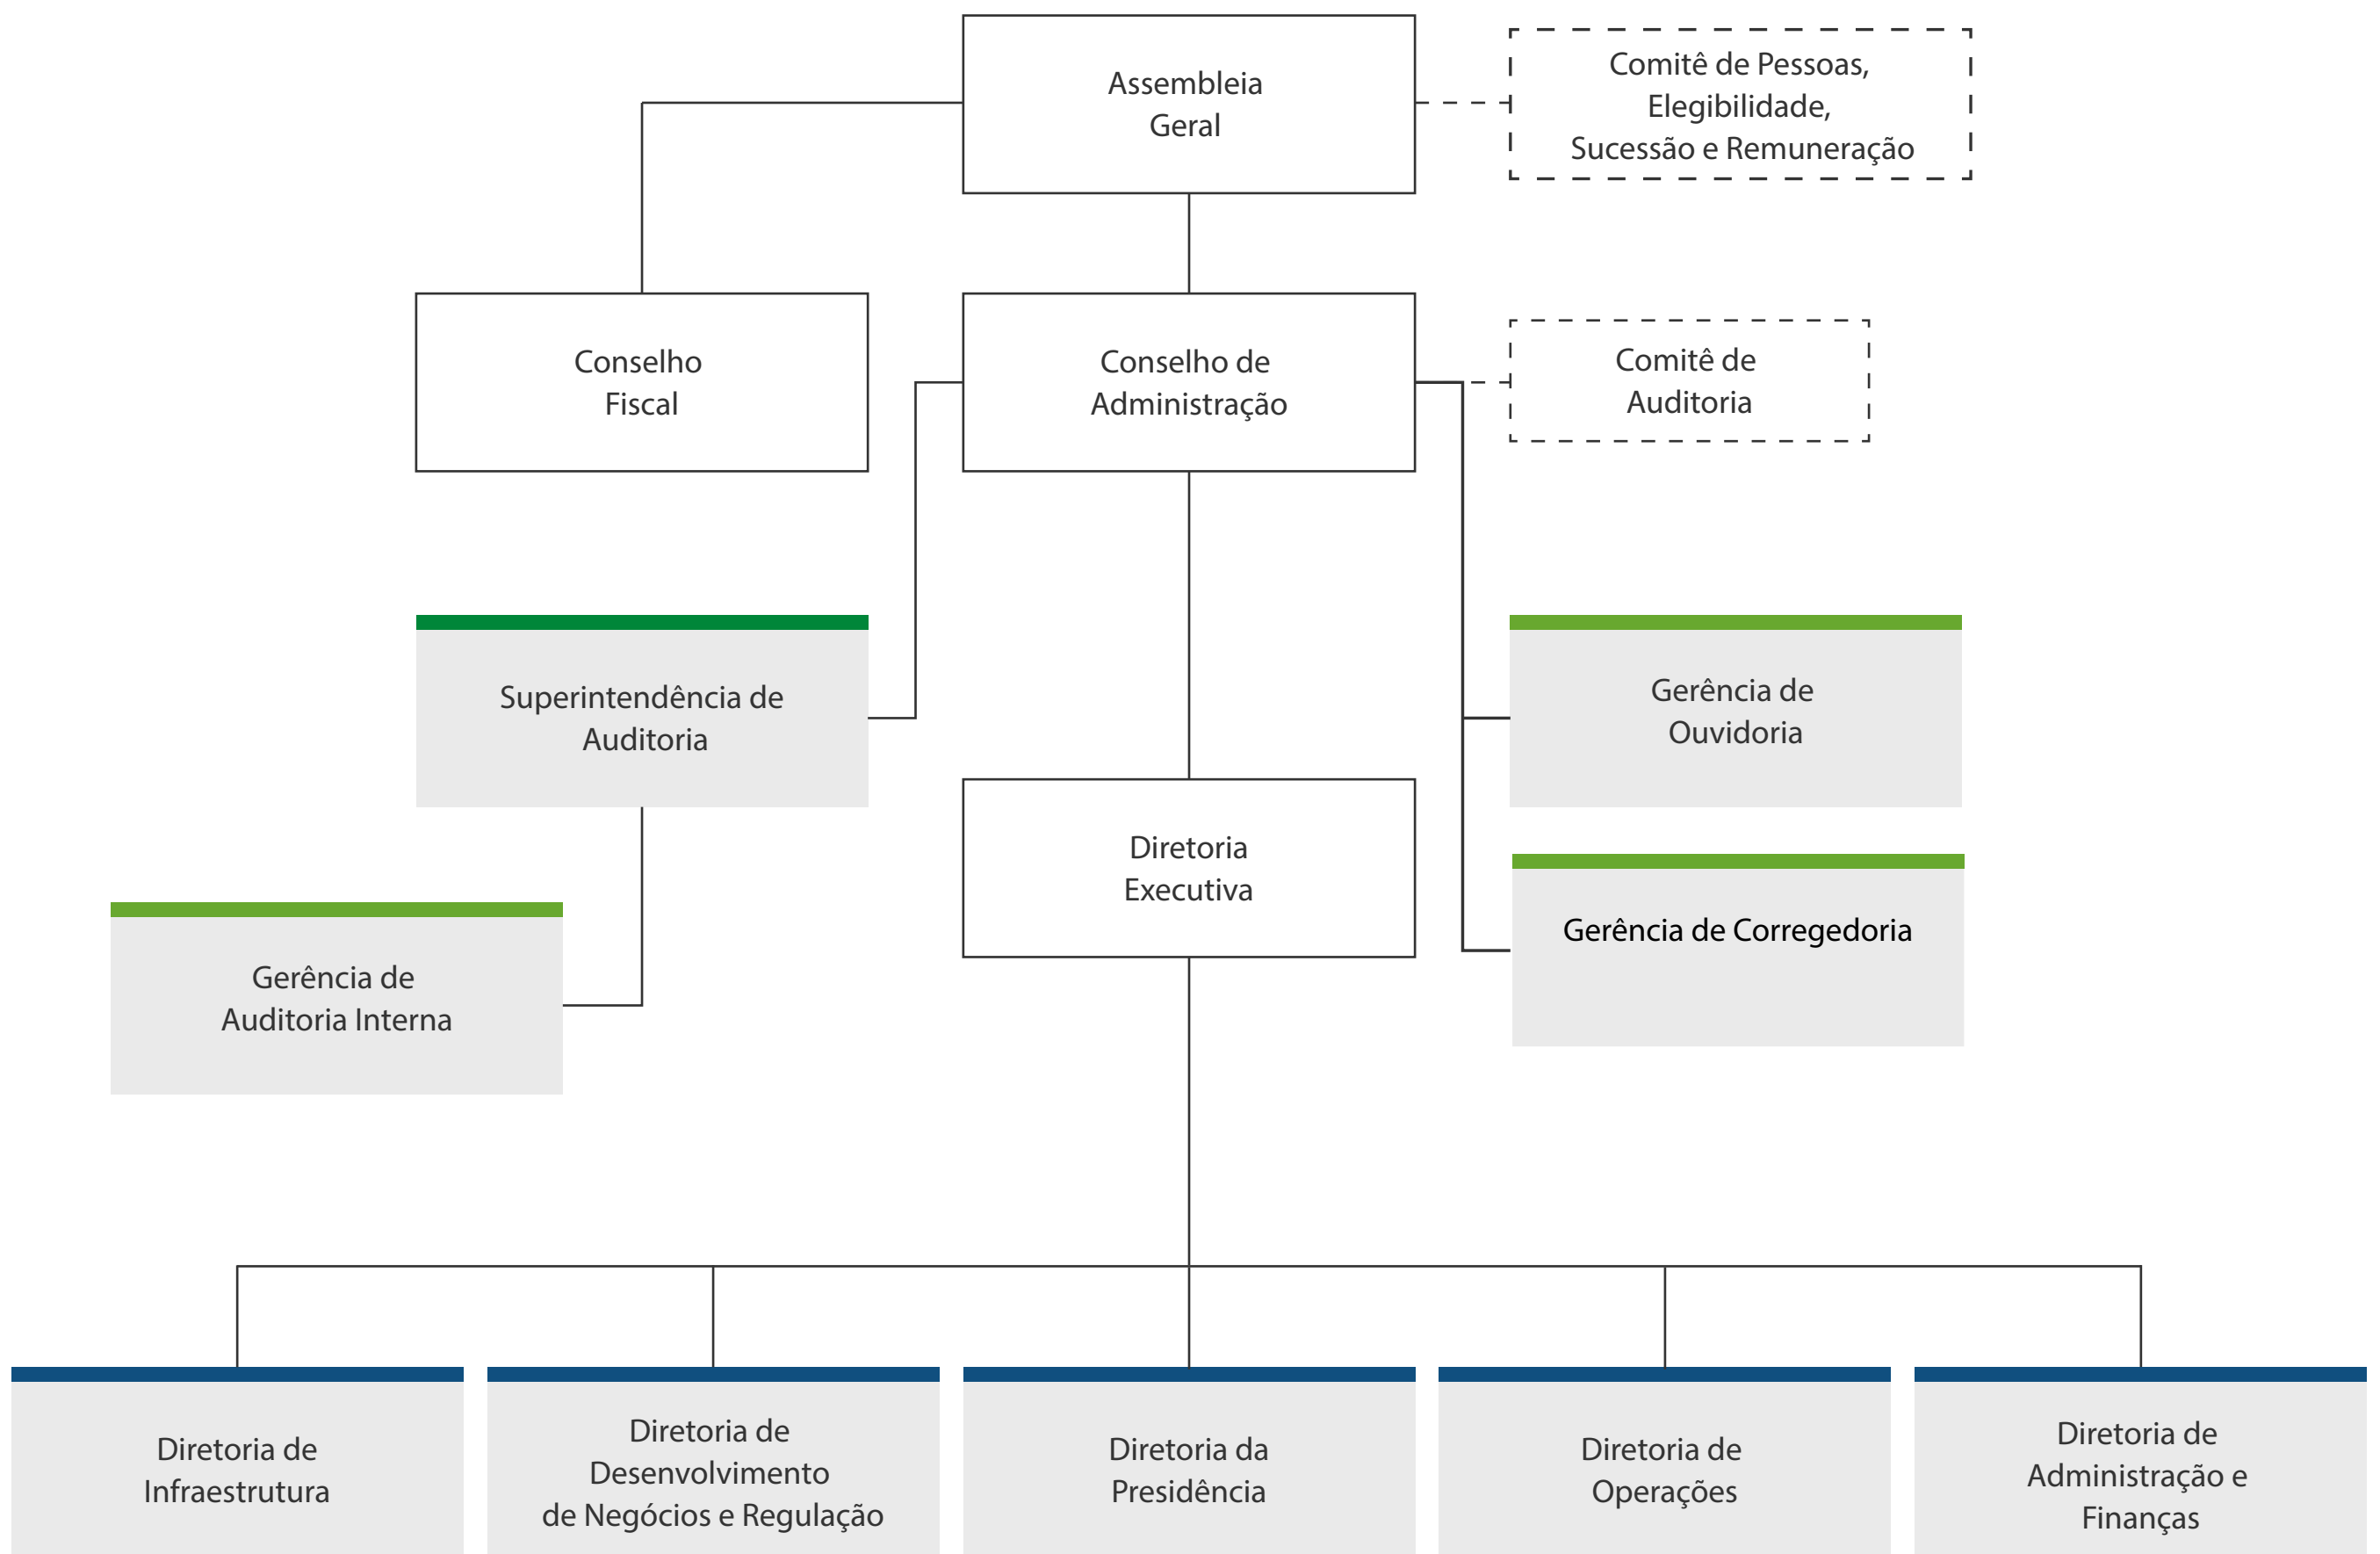 Assembleia
Geral
Comitê de Pessoas,
Elegibilidade,
Sucessão e Remuneração
Conselho
Fiscal
Conselho de
Administração
Comitê de
Auditoria
Superintendência de
Auditoria
Gerência de
Ouvidoria
Diretoria
Executiva
Gerência de Corregedoria
Gerência de
Auditoria Interna
Diretoria de
Infraestrutura
Diretoria de
Desenvolvimento
de Negócios e Regulação
Diretoria da
Presidência
Diretoria de
Operações
Diretoria de
Administração e
Finanças